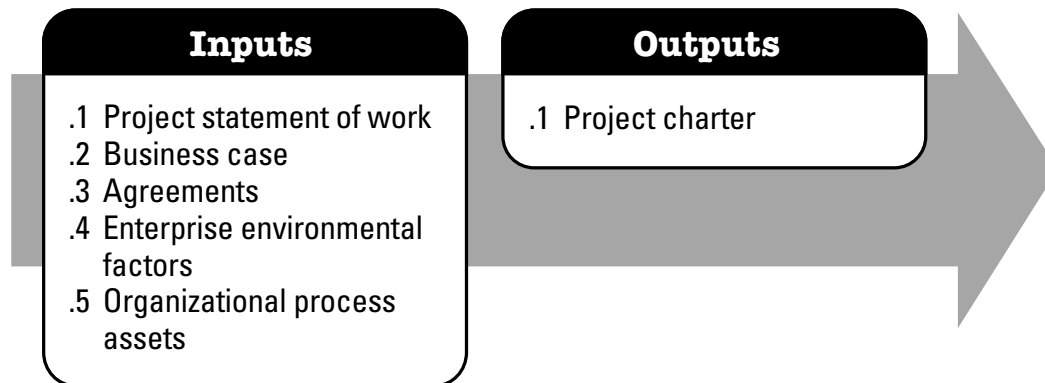 Inputs
.1 Project statement of work
.2 Business case
.3 Agreements
.4 Enterprise environmental
factors
.5 Organizational process
assets
Outputs
.1 Project charter